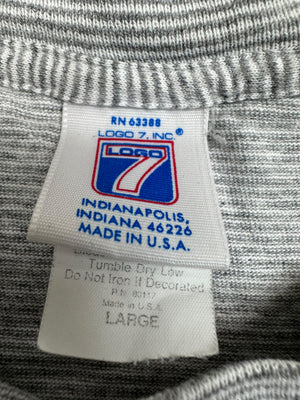 RN 63388
LOGO 7, INC.®
LOGO
7
INDIANAPOLIS,
INDIANA 46226
MADE IN U.S.A.
Tumble Dry Low
Do Not Iron if Decorated
Made in U.S.A.
LARGE